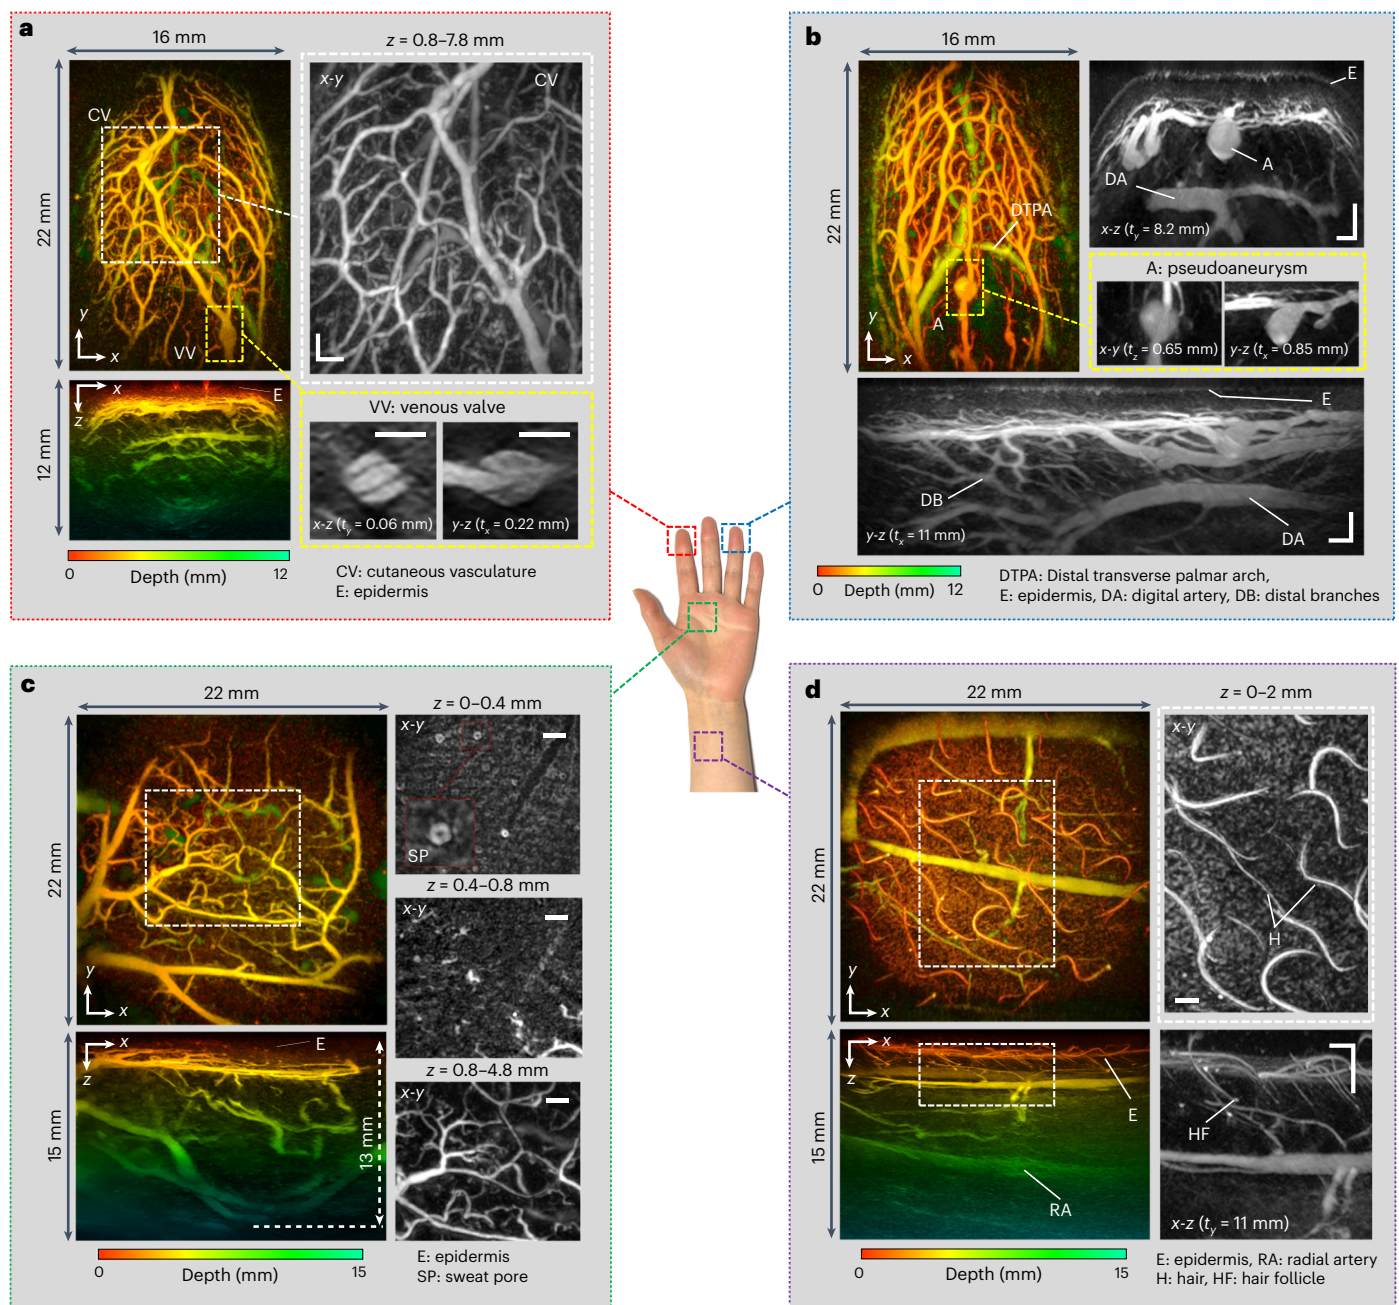 a
16 mm
z = 0.8–7.8 mm
22 mm
CV
x-y
CV
VV
y
x
12 mm
x
z
E
VV: venous valve
x-z (ty = 0.06 mm)
y-z (tx = 0.22 mm)
0
Depth (mm)
12
CV: cutaneous vasculature
E: epidermis
b
16 mm
22 mm
DTPA
A
y
x
E
A
DA
x-z (ty = 8.2 mm)
A: pseudoaneurysm
x-y (tz = 0.65 mm)
y-z (tx = 0.85 mm)
E
DB
DA
y-z (tx = 11 mm)
0
Depth (mm)
12
DTPA: Distal transverse palmar arch,
E: epidermis, DA: digital artery, DB: distal branches
c
22 mm
22 mm
y
x
z = 0–0.4 mm
x-y
SP
z = 0.4–0.8 mm
x-y
z = 0.8–4.8 mm
x-y
15 mm
x
z
E
13 mm
0
Depth (mm)
15
E: epidermis
SP: sweat pore
d
22 mm
22 mm
y
x
z = 0–2 mm
x-y
H
15 mm
x
z
E
RA
HF
x-z (ty = 11 mm)
0
Depth (mm)
15
E: epidermis, RA: radial artery
H: hair, HF: hair follicle